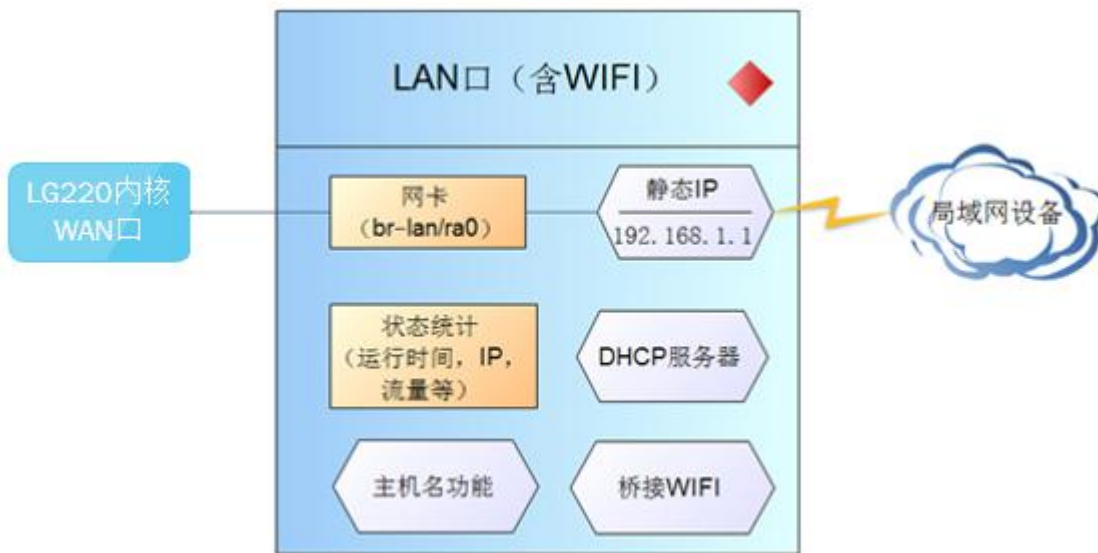 LAN口（含WIFI）
LG220内核
WAN口
网卡
（br-lan/ra0）
静态IP
192.168.1.1
局域网设备
状态统计
（运行时间，IP，
流量等）
DHCP服务器
主机名功能
桥接WIFI